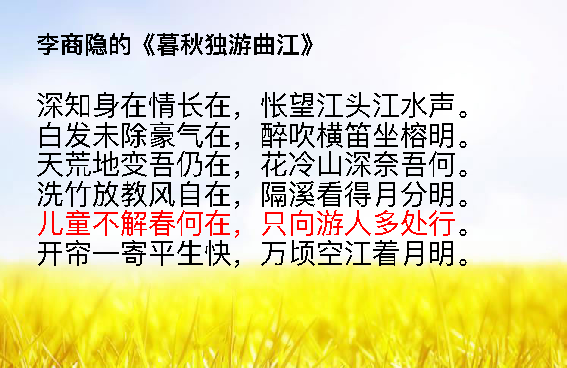 李商隐的《暮秋独游曲江》
深知身在情长在，怅望江头江水声。
白发未除豪气在，醉吹横笛坐榕明。
天荒地变吾仍在，花冷山深奈吾何。
洗竹放教风自在，隔溪看得月分明。
儿童不解春何在，只向游人多处行。
开帘一寄平生快，万顷空江着月明。